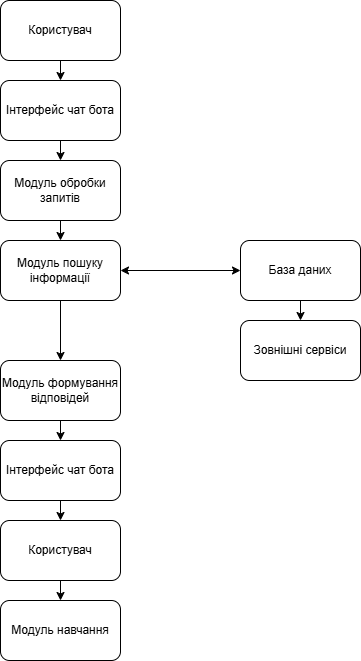 Користувач
Інтерфейс чат бота
Модуль обробки
запитів
Модуль пошуку
інформації
База даних
Зовнішні сервіси
Модуль формування
відповідей
Інтерфейс чат бота
Користувач
Модуль навчання